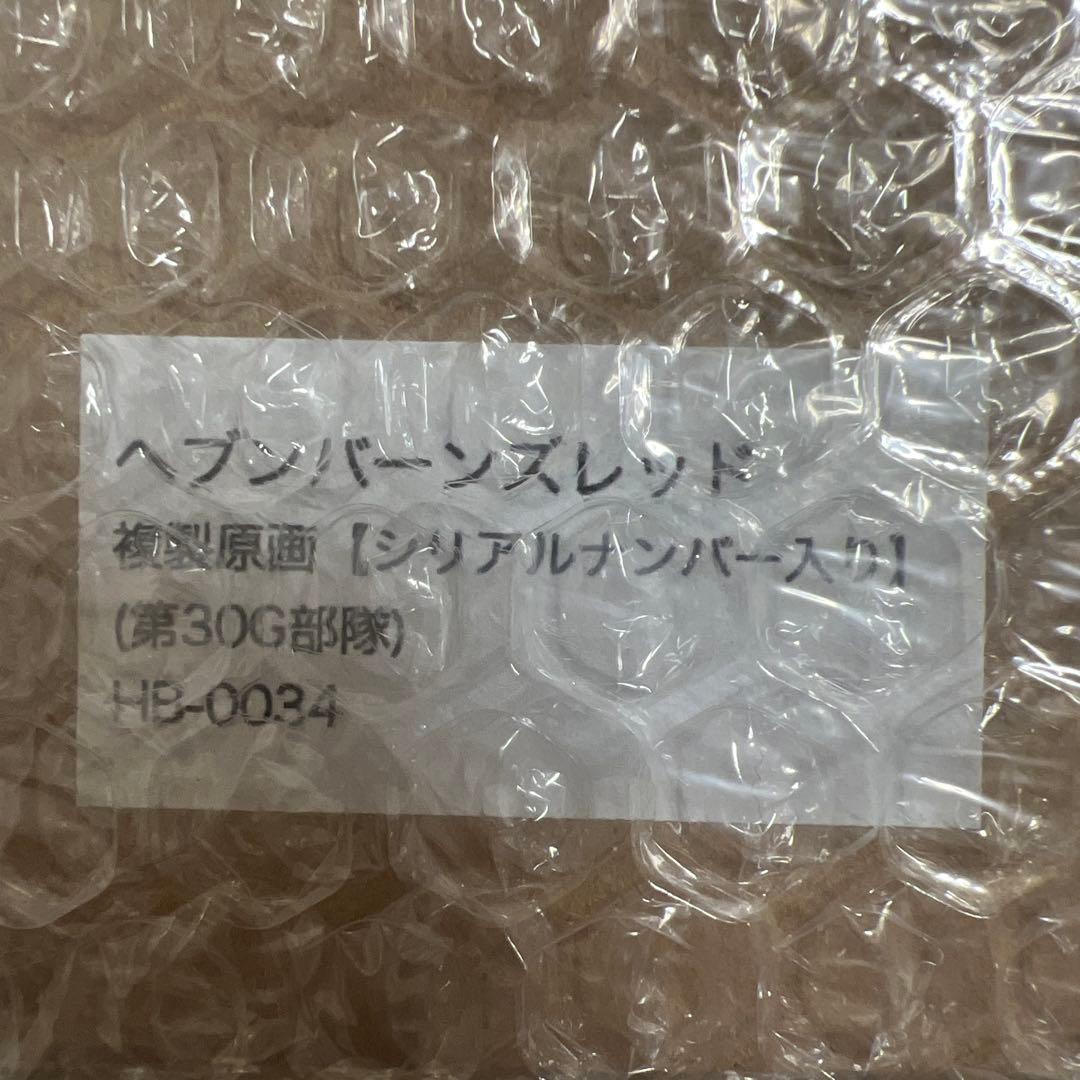 ヘブンバーンズレッド
複製原画【シリアルナンバー入り】
(第30G部隊)
HB-0034